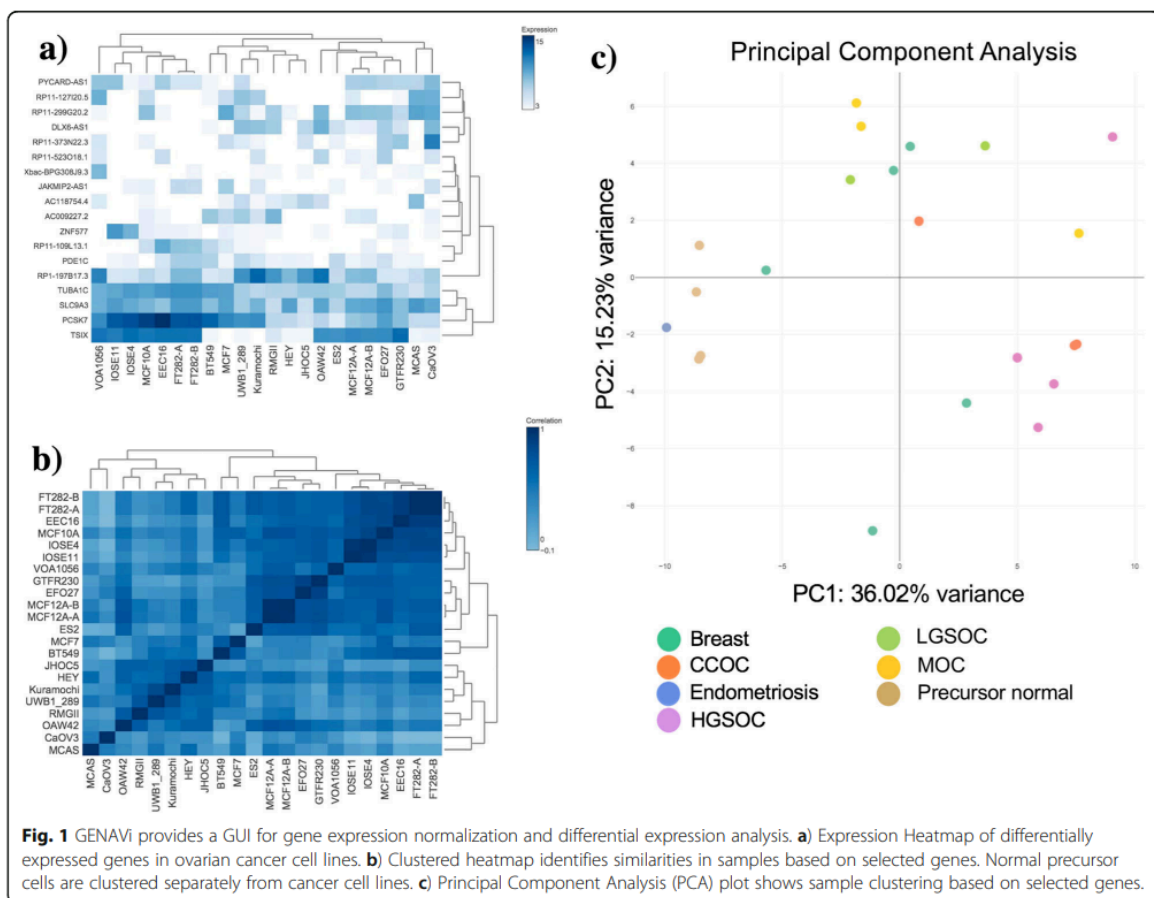 a)
Expression
15
3
PYCARD-AS1
RP11-127I20.5
RP11-299G20.2
DLX6-AS1
RP11-373N22.3
RP11-523O18.1
Xbac-BPG308J9.3
JAKMIP2-AS1
AC118754.4
AC009227.2
ZNF577
RP11-109L13.1
PDE1C
RP1-197B17.3
TUBA1C
SLC9A3
PCSK7
TSIX
VOA1056
IOSE11
IOSE4
MCF10A
EEC16
FT282-A
FT282-B
BT549
MCF7
UWB1_289
Kuramochi
RMGII
HEY
JHOC5
OAW42
ES2
MCF12A-A
MCF12A-B
EFO27
GTFR230
MCAS
CaOV3
b)
Correlation
1
−0.1
FT282-B
FT282-A
EEC16
MCF10A
IOSE4
IOSE11
VOA1056
GTFR230
EFO27
MCF12A-B
MCF12A-A
ES2
MCF7
BT549
JHOC5
HEY
Kuramochi
UWB1_289
RMGII
OAW42
CaOV3
MCAS
MCAS
CaOV3
OAW42
RMGII
UWB1_289
Kuramochi
HEY
JHOC5
BT549
MCF7
ES2
MCF12A-A
MCF12A-B
EFO27
GTFR230
VOA1056
IOSE11
IOSE4
MCF10A
EEC16
FT282-A
FT282-B
c)
Principal Component Analysis
PC2: 15.23% variance
6
4
2
0
−2
−4
−6
−8
−10
−5
0
5
10
PC1: 36.02% variance
Breast
CCOC
Endometriosis
HGSOC
LGSOC
MOC
Precursor normal
Fig. 1 GENAVi provides a GUI for gene expression normalization and differential expression analysis. a) Expression Heatmap of differentially
expressed genes in ovarian cancer cell lines. b) Clustered heatmap identifies similarities in samples based on selected genes. Normal precursor
cells are clustered separately from cancer cell lines. c) Principal Component Analysis (PCA) plot shows sample clustering based on selected genes.